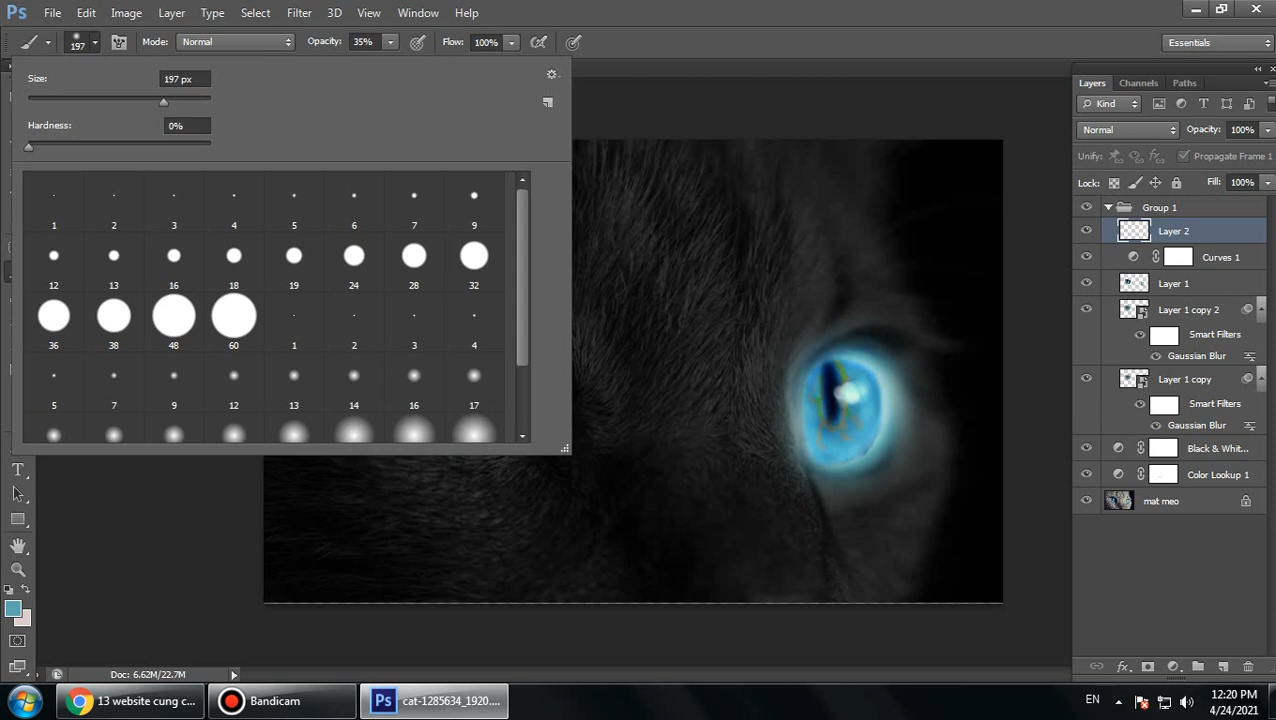 Ps File Edit Image Layer Type Select Filter 3D View Window Help
197 Mode: Normal Opacity: 35% Flow: 100% Essentials
Size: 197 px
Hardness: 0%
1 2 3 4 5 6 7 9
12 13 16 18 19 24 28 32
36 38 48 60 1 2 3 4
5 7 9 12 13 14 16 17
Layers Channels Paths
Kind
Normal Opacity: 100%
Unify: Propagate Frame 1
Lock: Fill: 100%
Group 1
Layer 2
Curves 1
Layer 1
Layer 1 copy 2
Smart Filters
Gaussian Blur
Layer 1 copy
Smart Filters
Gaussian Blur
Black & Whit...
Color Lookup 1
mat meo
Doc: 6.62M/22.7M
13 website cung c... Bandicam Ps cat-1285634_1920.... EN 12:20 PM
4/24/2021